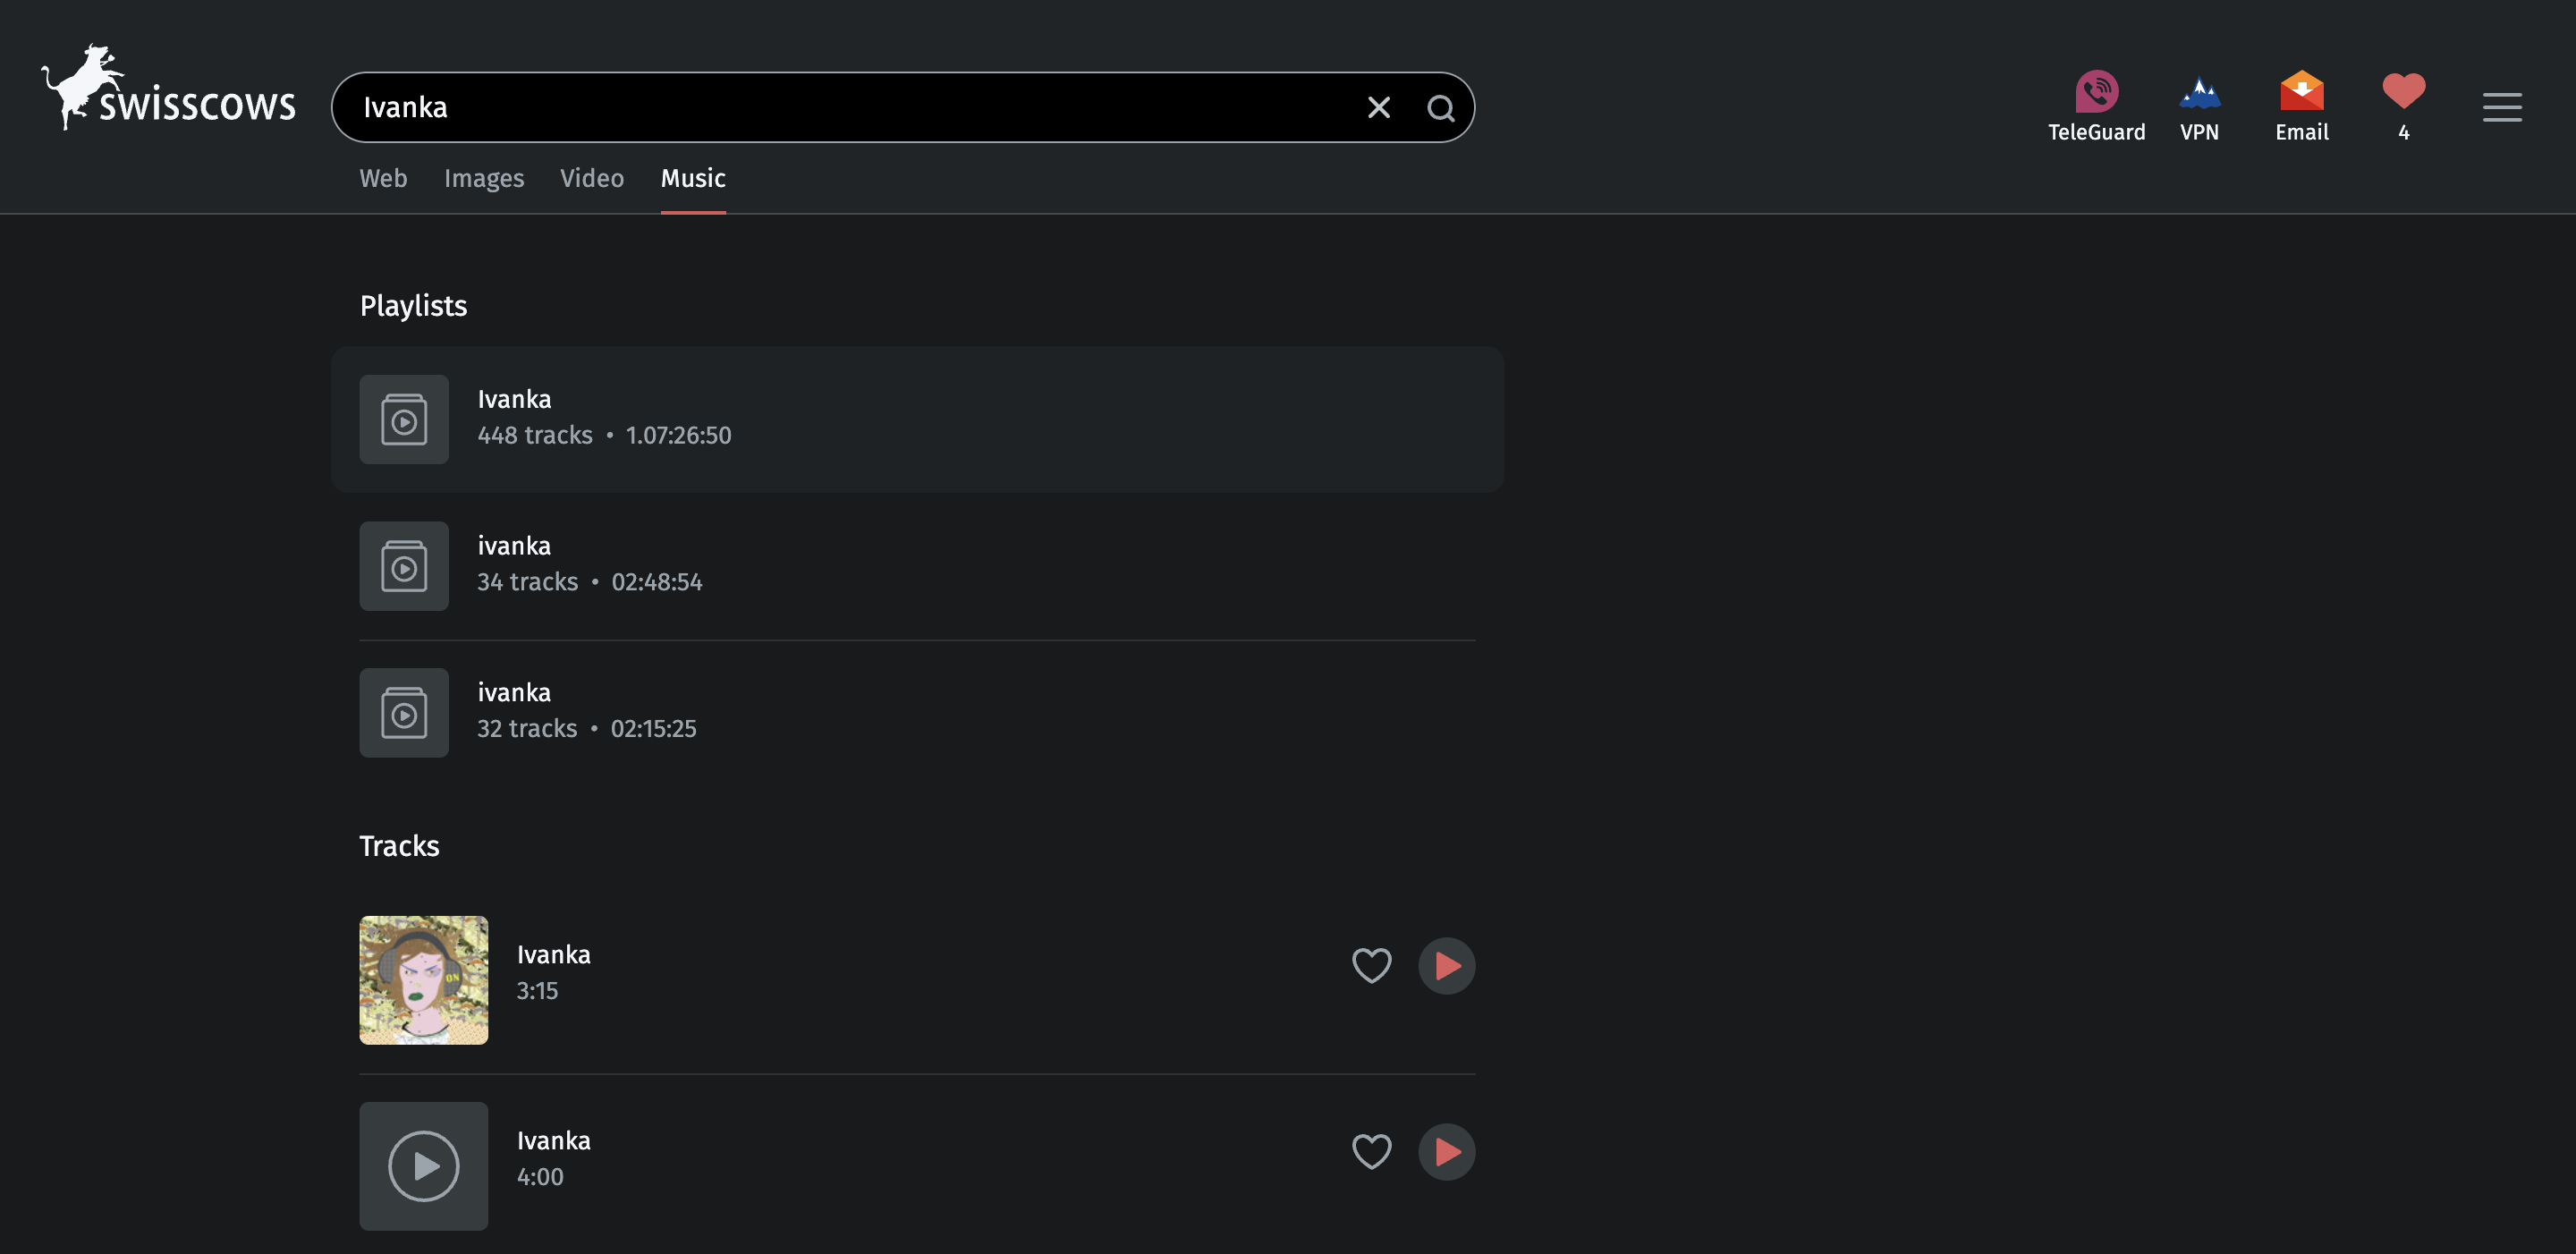 swisscows
Ivanka
TeleGuard
VPN
Email
4
Web Images Video Music
Playlists
Ivanka
448 tracks • 1.07:26:50
ivanka
34 tracks • 02:48:54
ivanka
32 tracks • 02:15:25
Tracks
ON
Ivanka
3:15
Ivanka
4:00